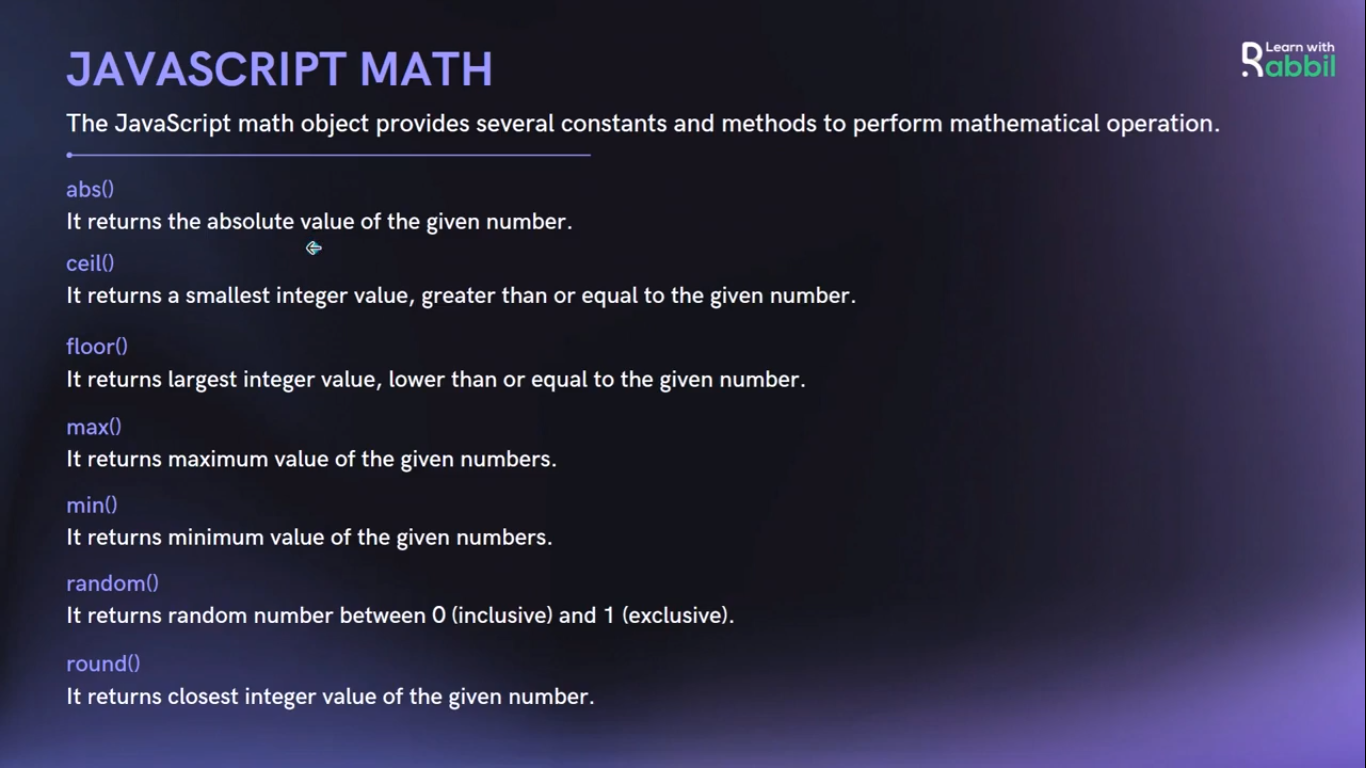 JAVASCRIPT MATH
Learn with
Rabbil
The JavaScript math object provides several constants and methods to perform mathematical operation.
abs()
It returns the absolute value of the given number.
ceil()
It returns a smallest integer value, greater than or equal to the given number.
floor()
It returns largest integer value, lower than or equal to the given number.
max()
It returns maximum value of the given numbers.
min()
It returns minimum value of the given numbers.
random()
It returns random number between 0 (inclusive) and 1 (exclusive).
round()
It returns closest integer value of the given number.